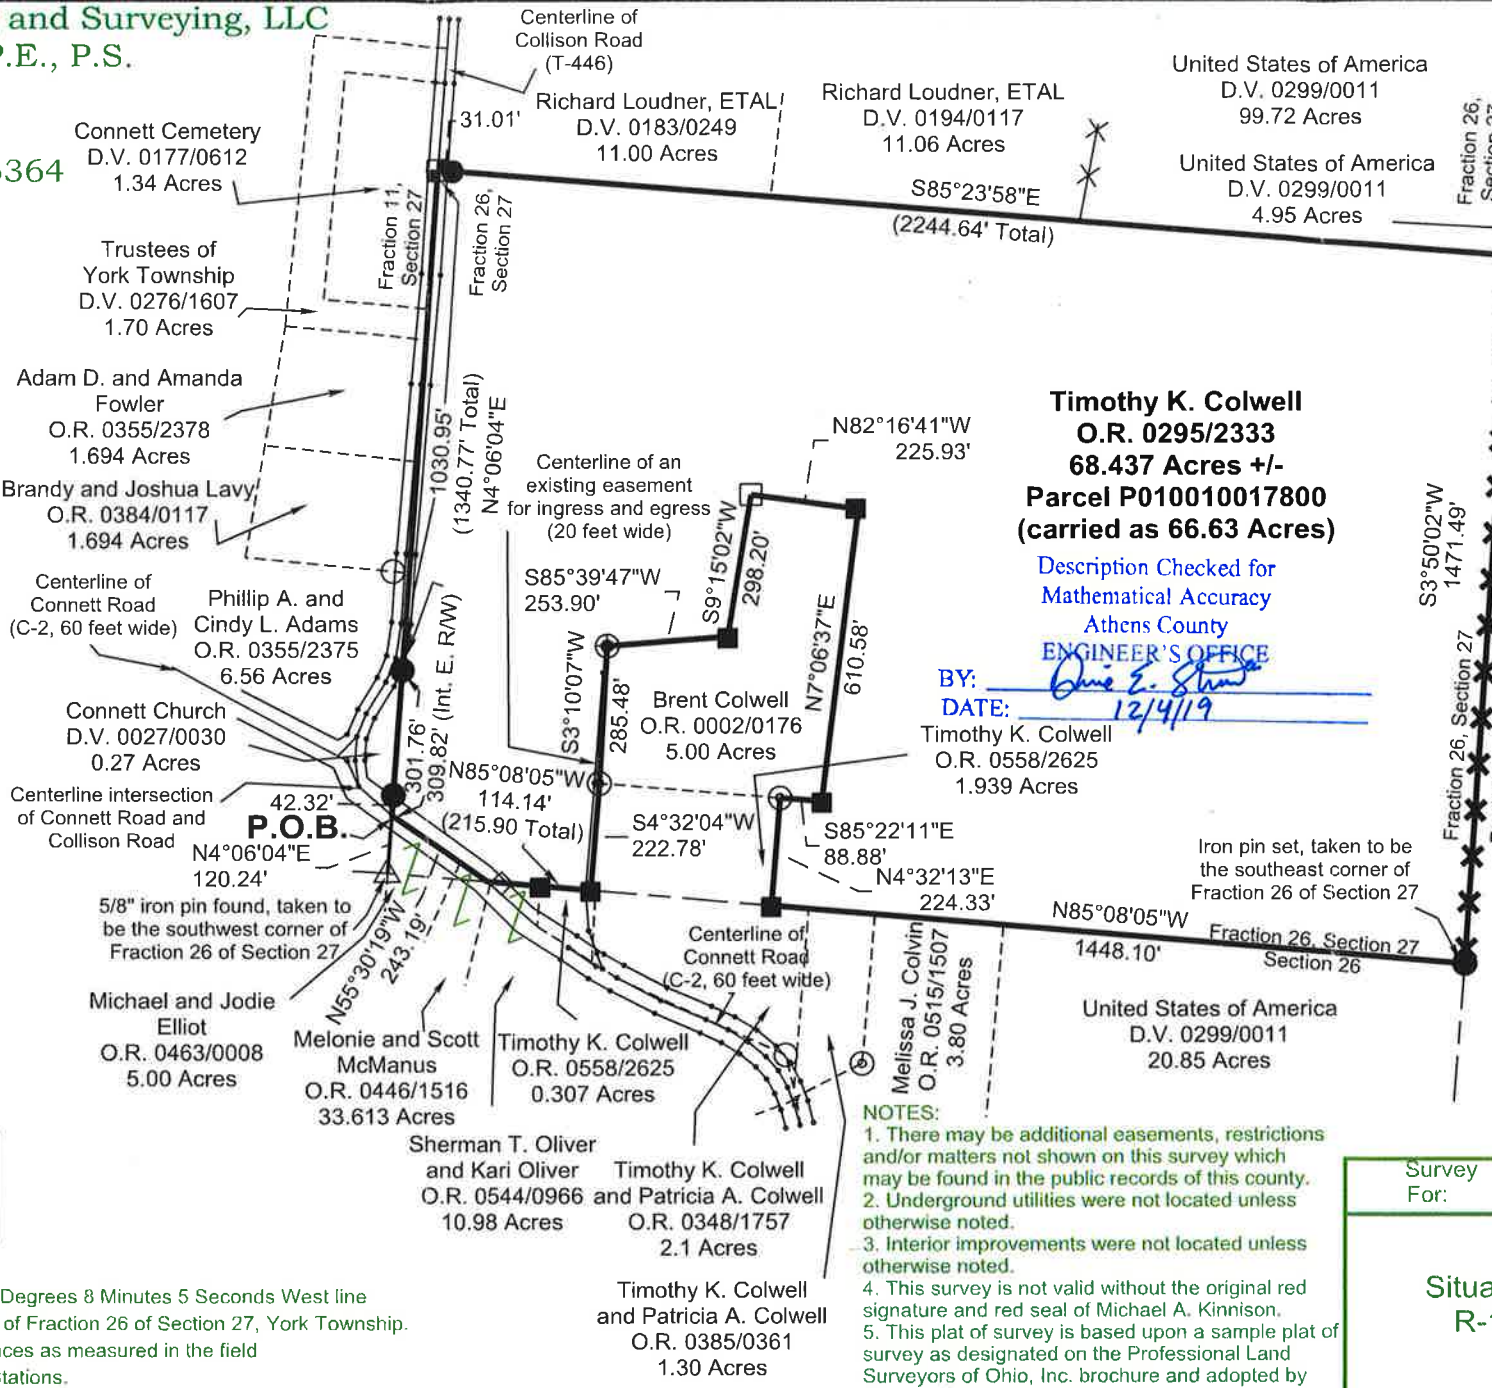 and Surveying, LLC
P.E., P.S.
364
Centerline of
Collison Road
(T-446)
31.01'
Richard Loudner, ETAL
D.V. 0183/0249
11.00 Acres
Richard Loudner, ETAL
D.V. 0194/0117
11.06 Acres
United States of America
D.V. 0299/0011
99.72 Acres
United States of America
D.V. 0299/0011
4.95 Acres
Fraction 26,
Section 27
Connett Cemetery
D.V. 0177/0612
1.34 Acres
Fraction 11,
Section 27
Fraction 26,
Section 27
S85°23'58"E
(2244.64' Total)
Trustees of
York Township
D.V. 0276/1607
1.70 Acres
Adam D. and Amanda
Fowler
O.R. 0355/2378
1.694 Acres
Brandy and Joshua Lavy
O.R. 0384/0117
1.694 Acres
1030.95'
(1340.77' Total)
N4°06'04"E
Centerline of an
existing easement
for ingress and egress
(20 feet wide)
N82°16'41"W
225.93'
Timothy K. Colwell
O.R. 0295/2333
68.437 Acres +/-
Parcel P010010017800
(carried as 66.63 Acres)
Description Checked for
Mathematical Accuracy
Athens County
ENGINEER'S OFFICE
BY:
DATE: 12/4/19
S3°50'02"W
1471.49'
Fraction 26, Section 27
Centerline of
Connett Road
(C-2, 60 feet wide)
Phillip A. and
Cindy L. Adams
O.R. 0355/2375
6.56 Acres
S85°39'47"W
253.90'
S9°15'02"W
298.20'
N7°06'37"E
610.58'
S3°10'07"W
285.48'
Brent Colwell
O.R. 0002/0176
5.00 Acres
Connett Church
D.V. 0027/0030
0.27 Acres
Centerline intersection
of Connett Road and
Collison Road
301.76'
309.82' (Int. E. R/W)
42.32'
P.O.B.
N4°06'04"E
120.24'
N85°08'05"W
114.14'
(215.90 Total)
S4°32'04"W
222.78'
Timothy K. Colwell
O.R. 0558/2625
1.939 Acres
S85°22'11"E
88.88'
N4°32'13"E
224.33'
Iron pin set, taken to be
the southeast corner of
Fraction 26 of Section 27
5/8" iron pin found, taken to
be the southwest corner of
Fraction 26 of Section 27
N55°30'19"W
243.19'
N85°08'05"W
1448.10'
Fraction 26, Section 27
Section 26
Centerline of
Connett Road
(C-2, 60 feet wide)
Melissa J. Colvin
O.R. 0515/1507
3.80 Acres
United States of America
D.V. 0299/0011
20.85 Acres
Michael and Jodie
Elliot
O.R. 0463/0008
5.00 Acres
Melonie and Scott
McManus
O.R. 0446/1516
33.613 Acres
Timothy K. Colwell
O.R. 0558/2625
0.307 Acres
Sherman T. Oliver
and Kari Oliver
O.R. 0544/0966
10.98 Acres
Timothy K. Colwell
and Patricia A. Colwell
O.R. 0348/1757
2.1 Acres
Timothy K. Colwell
and Patricia A. Colwell
O.R. 0385/0361
1.30 Acres
NOTES:
1. There may be additional easements, restrictions
and/or matters not shown on this survey which
may be found in the public records of this county.
2. Underground utilities were not located unless
otherwise noted.
3. Interior improvements were not located unless
otherwise noted.
4. This survey is not valid without the original red
signature and red seal of Michael A. Kinnison.
5. This plat of survey is based upon a sample plat of
survey as designated on the Professional Land
Surveyors of Ohio, Inc. brochure and adopted by
Survey
For:
Situa
R-
Degrees 8 Minutes 5 Seconds West line
of Fraction 26 of Section 27, York Township.
nces as measured in the field
Stations.